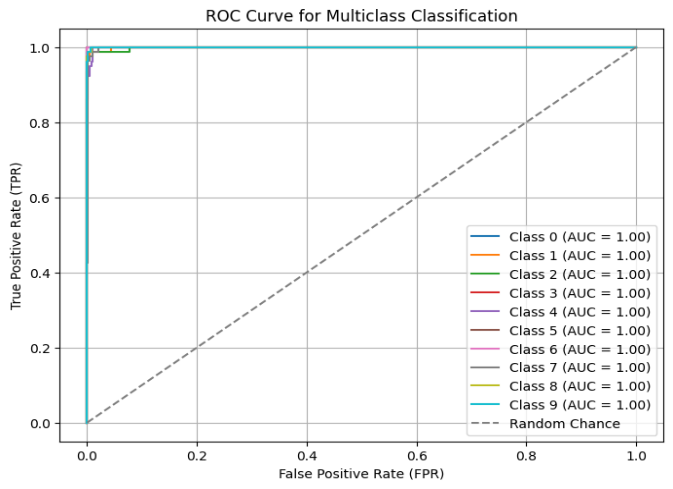 ROC Curve for Multiclass Classification
True Positive Rate (TPR)
1.0
0.8
0.6
0.4
0.2
0.0
Class 0 (AUC = 1.00)
Class 1 (AUC = 1.00)
Class 2 (AUC = 1.00)
Class 3 (AUC = 1.00)
Class 4 (AUC = 1.00)
Class 5 (AUC = 1.00)
Class 6 (AUC = 1.00)
Class 7 (AUC = 1.00)
Class 8 (AUC = 1.00)
Class 9 (AUC = 1.00)
Random Chance
0.0 0.2 0.4 0.6 0.8 1.0
False Positive Rate (FPR)